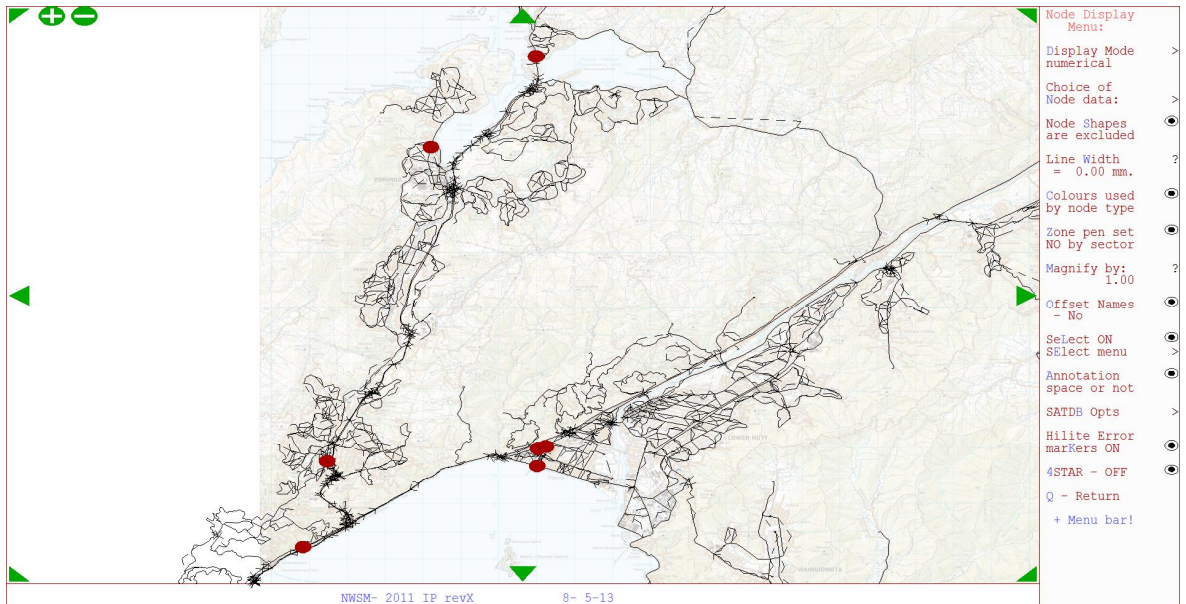 Node Display
Menu:
Display Mode >
numerical
Choice of
Node data: >
Node Shapes
are excluded
Line Width ?
= 0.00 mm.
Colours used
by node type
Zone pen set
NO by sector
Magnify by: ?
1.00
Offset Names
- No
SeLect ON
SElect menu >
Annotation
space or not
SATDB Opts >
Hilite Error
marKers ON
4STAR - OFF
Q - Return
+ Menu bar!
LOWER HUTT
WAINUIOMATA
NWSM- 2011 IP revX 8- 5-13